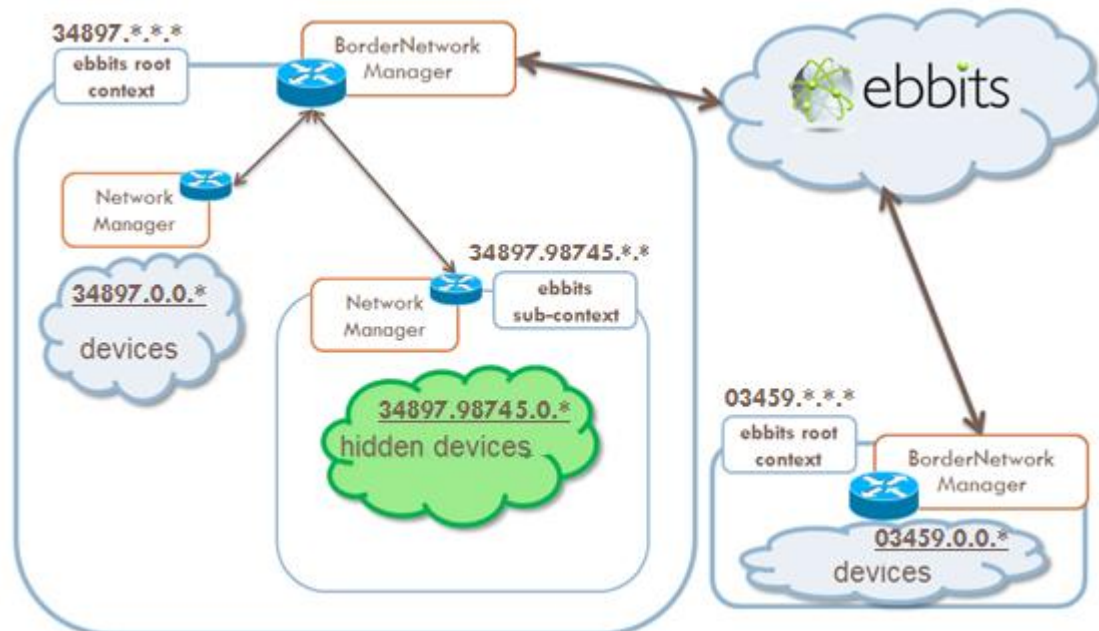 34897.*.*.*
ebbits root
context
BorderNetwork
Manager
ebbits
Network
Manager
34897.0.0.*
devices
34897.98745.*.*
ebbits
sub-context
Network
Manager
34897.98745.0.*
hidden devices
03459.*.*.*
ebbits root
context
BorderNetwork
Manager
03459.0.0.*
devices